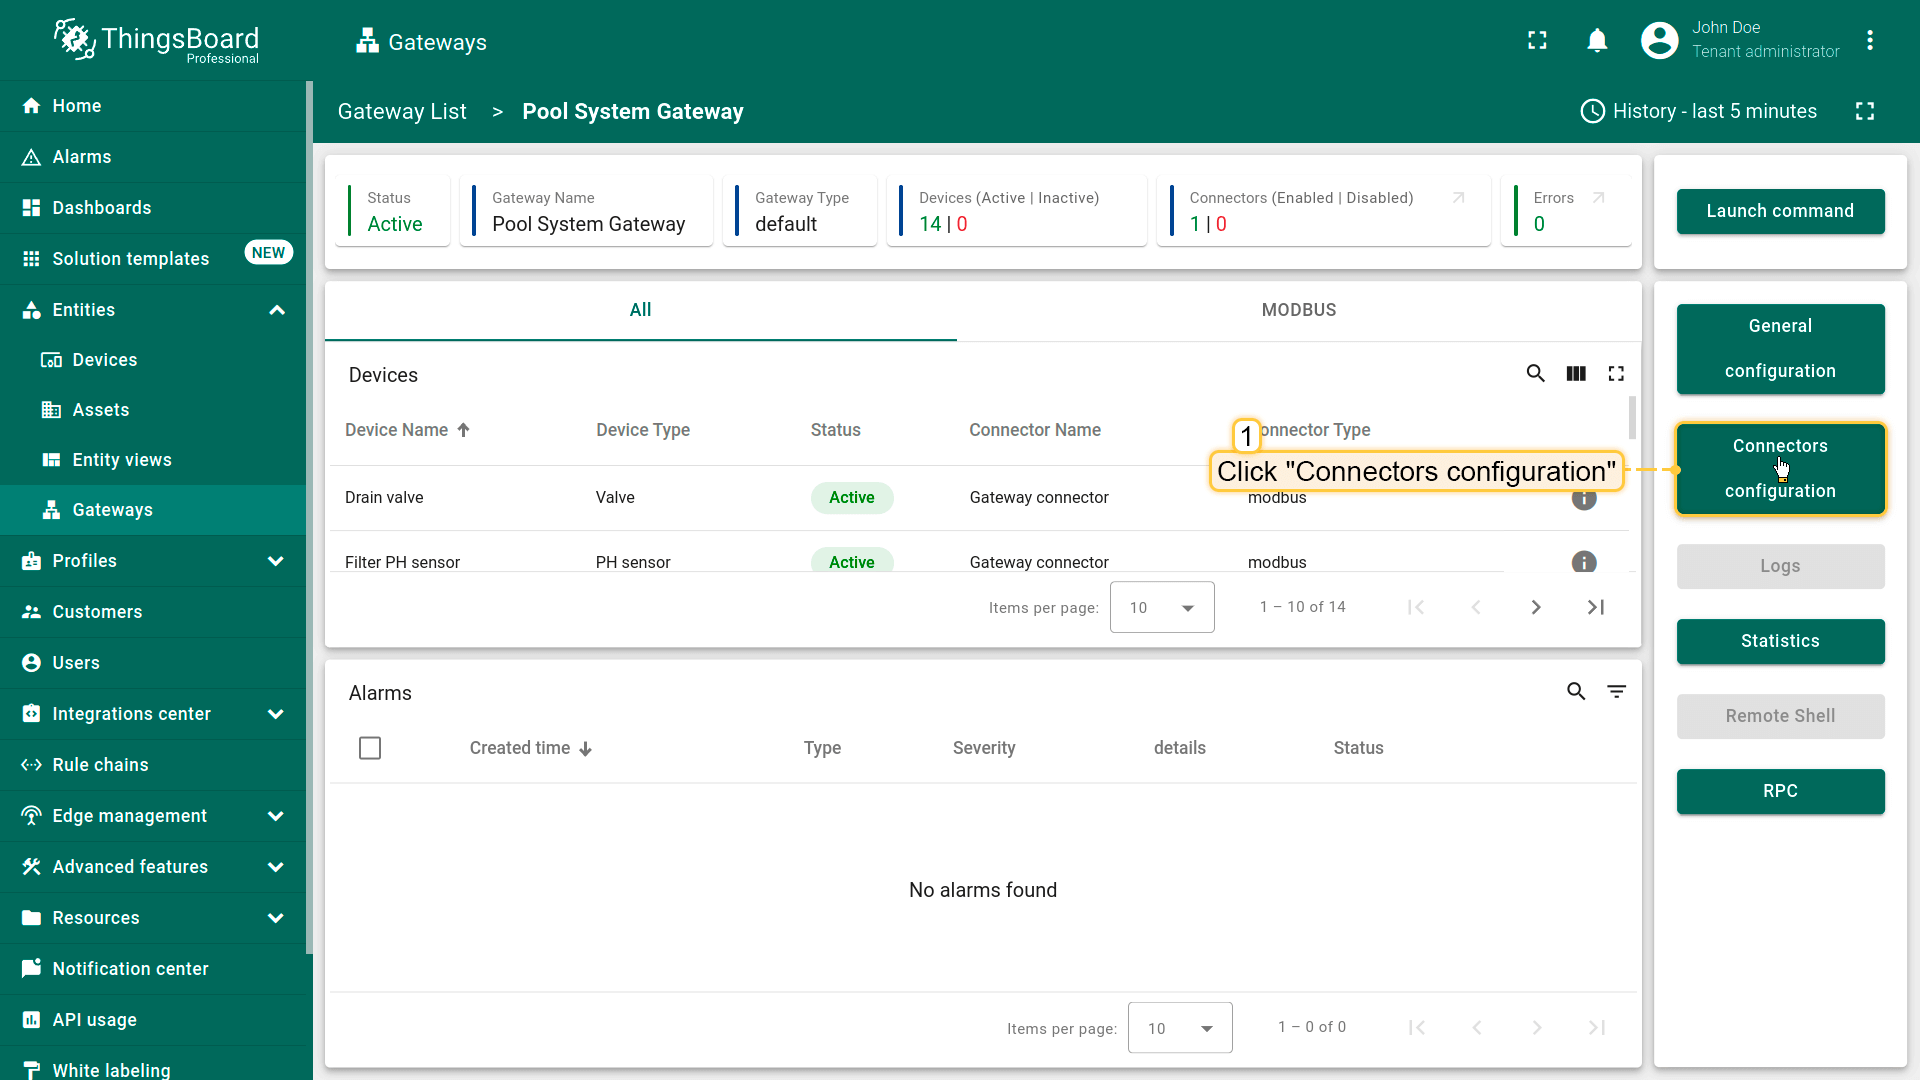 ThingsBoard
Professional
Gateways
John Doe
Tenant administrator
Home
Alarms
Dashboards
Solution templates
NEW
Entities
Devices
Assets
Entity views
Gateways
Profiles
Customers
Users
Integrations center
Rule chains
Edge management
Advanced features
Resources
Notification center
API usage
White labeling
Gateway List > Pool System Gateway
History - last 5 minutes
Status
Active
Gateway Name
Pool System Gateway
Gateway Type
default
Devices (Active | Inactive)
14 | 0
Connectors (Enabled | Disabled)
1 | 0
Errors
0
Launch command
All
MODBUS
Devices
Device Name Device Type Status Connector Name onnector Type
1
Click "Connectors configuration"
Drain valve Valve Active Gateway connector modbus
Filter PH sensor PH sensor Active Gateway connector modbus
Items per page: 10 1 – 10 of 14
General
configuration
Connectors
configuration
Logs
Statistics
Remote Shell
RPC
Alarms
Created time Type Severity details Status
No alarms found
Items per page: 10 1 – 0 of 0